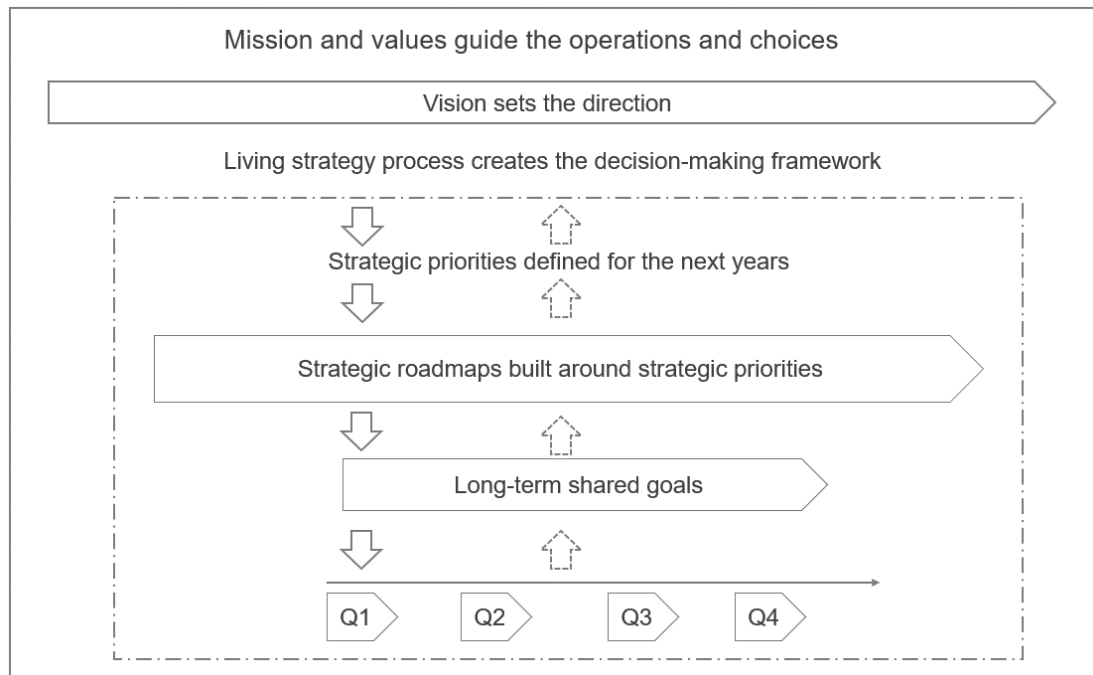 Mission and values guide the operations and choices
Vision sets the direction
Living strategy process creates the decision-making framework
Strategic priorities defined for the next years
Strategic roadmaps built around strategic priorities
Long-term shared goals
Q1 Q2 Q3 Q4